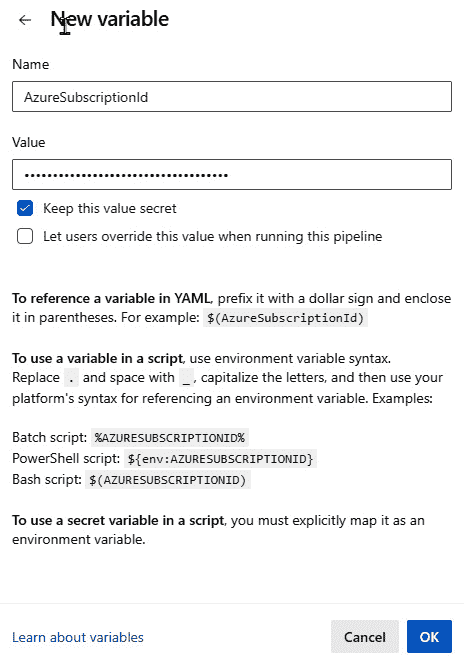 ← New variable
Name
AzureSubscriptionId
Value
••••••••••••••••••••••••••••••••••••
Keep this value secret
Let users override this value when running this pipeline
To reference a variable in YAML, prefix it with a dollar sign and enclose
it in parentheses. For example: $(AzureSubscriptionId)
To use a variable in a script, use environment variable syntax.
Replace . and space with _, capitalize the letters, and then use your
platform's syntax for referencing an environment variable. Examples:
Batch script: %AZURESUBSCRIPTIONID%
PowerShell script: ${env:AZURESUBSCRIPTIONID}
Bash script: $(AZURESUBSCRIPTIONID)
To use a secret variable in a script, you must explicitly map it as an
environment variable.
Learn about variables
Cancel
OK